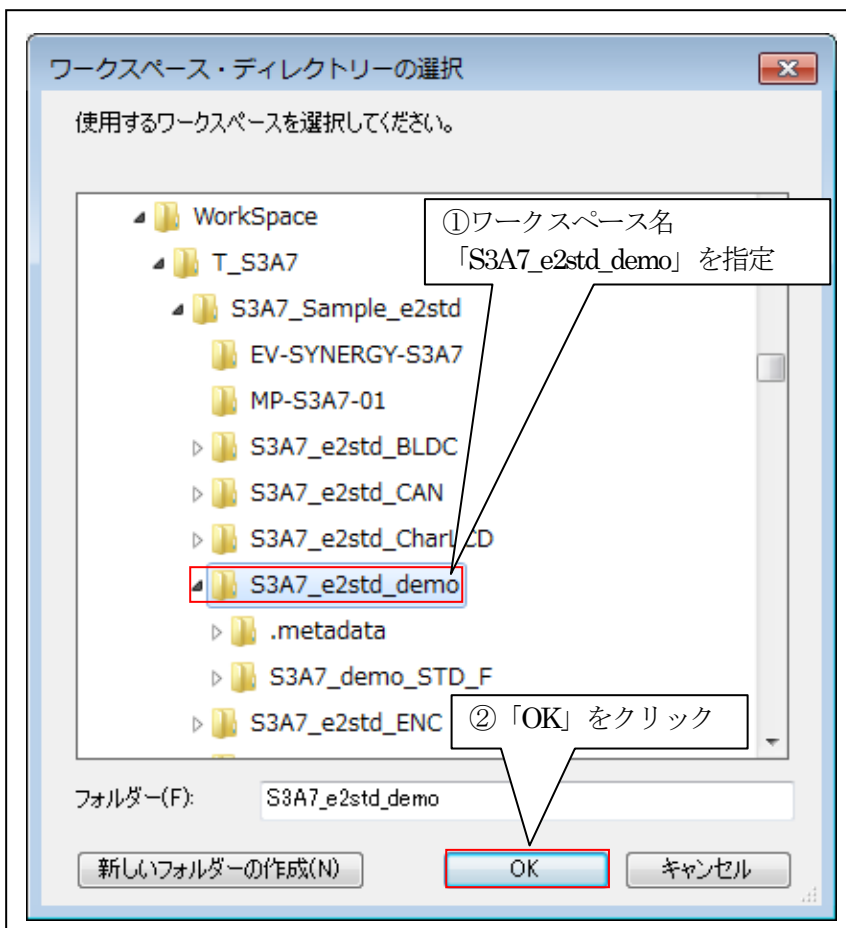 ワークスペース・ディレクトリーの選択
使用するワークスペースを選択してください。
WorkSpace
①ワークスペース名
「S3A7_e2std_demo」を指定
T_S3A7
S3A7_Sample_e2std
EV-SYNERGY-S3A7
MP-S3A7-01
S3A7_e2std_BLDC
S3A7_e2std_CAN
S3A7_e2std_CharLCD
S3A7_e2std_demo
.metadata
S3A7_demo_STD_F
S3A7_e2std_ENC
②「OK」をクリック
フォルダー(F):
S3A7_e2std_demo
新しいフォルダーの作成(N)
OK
キャンセル